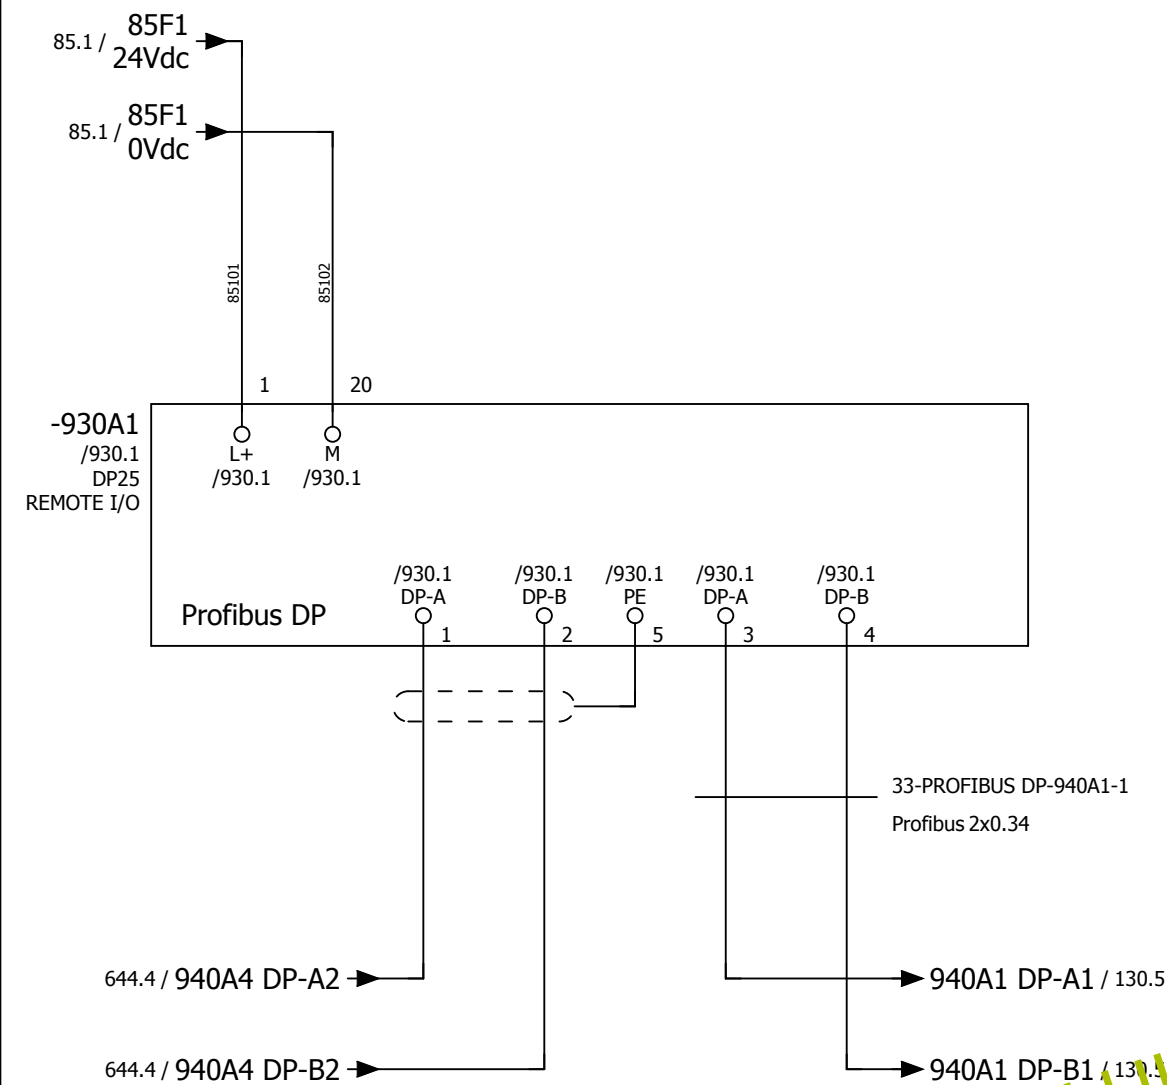 85.1 / 85F1 24Vdc
85.1 / 85F1 0Vdc
85101
85102
1
20
-930A1
/930.1
DP25
REMOTE I/O
L+
/930.1
M
/930.1
/930.1
DP-A
/930.1
DP-B
/930.1
PE
/930.1
DP-A
/930.1
DP-B
Profibus DP
1
2
5
3
4
33-PROFIBUS DP-940A1-1
Profibus 2x0.34
644.4 / 940A4 DP-A2
940A1 DP-A1 / 130.5
644.4 / 940A4 DP-B2
940A1 DP-B1 / 130.5